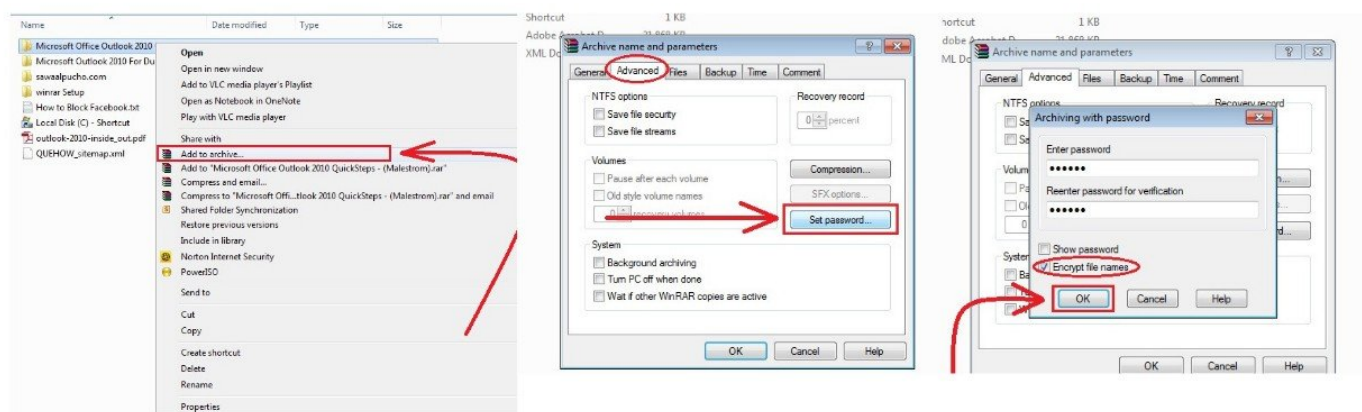 Name Date modified Type Size
Microsoft Office Outlook 2010
Microsoft Outlook 2010 For Du
sawaalpucho.com
winrar Setup
How to Block Facebook.txt
Local Disk (C) - Shortcut
outlook-2010-inside_out.pdf
QUEHOW_sitemap.xml
Open
Open in new window
Add to VLC media player's Playlist
Open as Notebook in OneNote
Play with VLC media player
Share with
Add to archive...
Add to "Microsoft Office Outlook 2010 QuickSteps - (Malestrom).rar"
Compress and email...
Compress to "Microsoft Offi...tlook 2010 QuickSteps - (Malestrom).rar" and email
Shared Folder Synchronization
Restore previous versions
Include in library
Norton Internet Security
PowerISO
Send to
Cut
Copy
Create shortcut
Delete
Rename
Properties
Shortcut 1 KB
Adobe
XML Do
Archive name and parameters
General Advanced Files Backup Time Comment
NTFS options
Save file security
Save file streams
Recovery record
0 percent
Volumes
Pause after each volume
Old style volume names
0 recovery volumes
Compression...
SFX options...
Set password...
System
Background archiving
Turn PC off when done
Wait if other WinRAR copies are active
OK Cancel Help
ortcut 1 KB
dobe
ML Do
Archive name and parameters
General Advanced Files Backup Time Comment
NTFS options Recovery record
Archiving with password
Enter password
••••••
Reenter password for verification
••••••
Show password
Encrypt file names
OK Cancel Help
Volum
System
OK Cancel Help